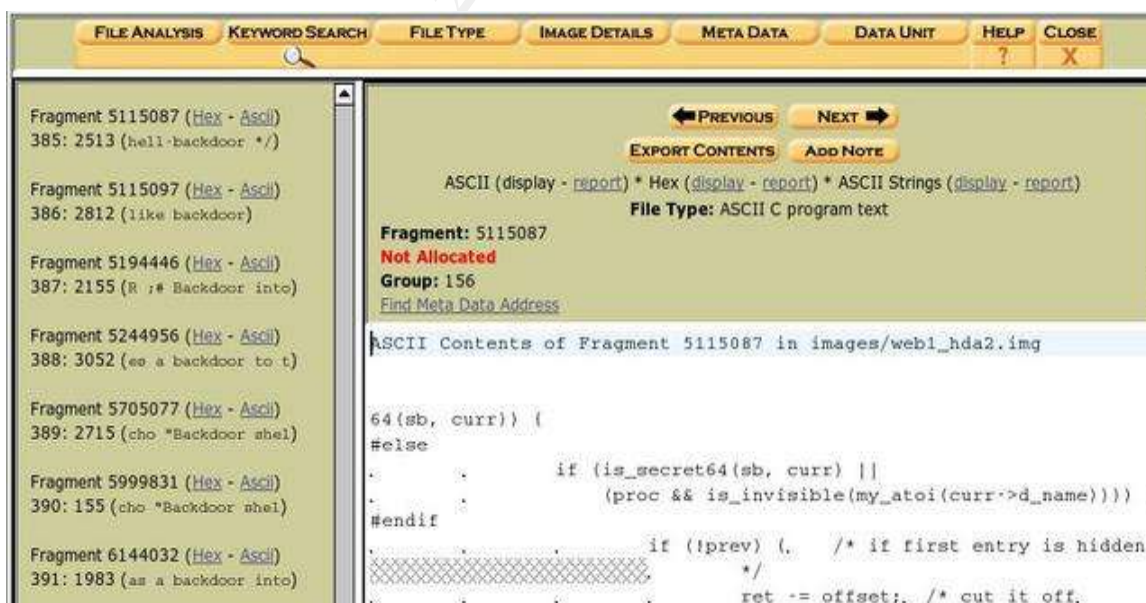 FILE ANALYSIS KEYWORD SEARCH FILE TYPE IMAGE DETAILS META DATA DATA UNIT HELP CLOSE
? X
Fragment 5115087 (Hex - Ascii)
385: 2513 (hell-backdoor */)
Fragment 5115097 (Hex - Ascii)
386: 2812 (like backdoor)
Fragment 5194446 (Hex - Ascii)
387: 2155 (R ;# Backdoor into)
Fragment 5244956 (Hex - Ascii)
388: 3052 (es a backdoor to t)
Fragment 5705077 (Hex - Ascii)
389: 2715 (cho "Backdoor shel)
Fragment 5999831 (Hex - Ascii)
390: 155 (cho "Backdoor shel)
Fragment 6144032 (Hex - Ascii)
391: 1983 (as a backdoor into)
PREVIOUS NEXT
EXPORT CONTENTS ADD NOTE
ASCII (display - report) * Hex (display - report) * ASCII Strings (display - report)
File Type: ASCII C program text
Fragment: 5115087
Not Allocated
Group: 156
Find Meta Data Address
ASCII Contents of Fragment 5115087 in images/web1_hda2.img
64(sb, curr)) {
#else
. . if (is_secret64(sb, curr) ||
. . (proc && is_invisible(my_atoi(curr->d_name))))
#endif
. . . if (!prev) {. /* if first entry is hidden
. */
. . . . ret -= offset;. /* cut it off.